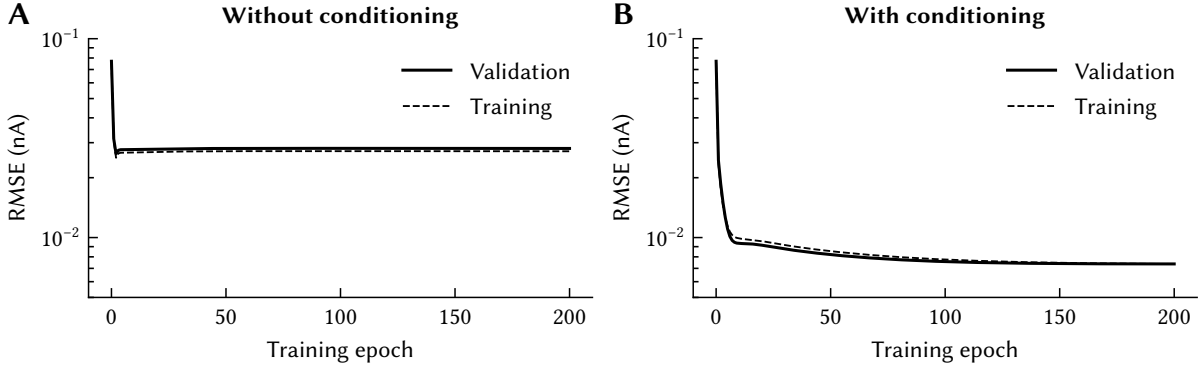 A
Without conditioning
10⁻¹
10⁻²
RMSE (nA)
Validation
Training
0 50 100 150 200
Training epoch
B
With conditioning
10⁻¹
10⁻²
RMSE (nA)
Validation
Training
0 50 100 150 200
Training epoch